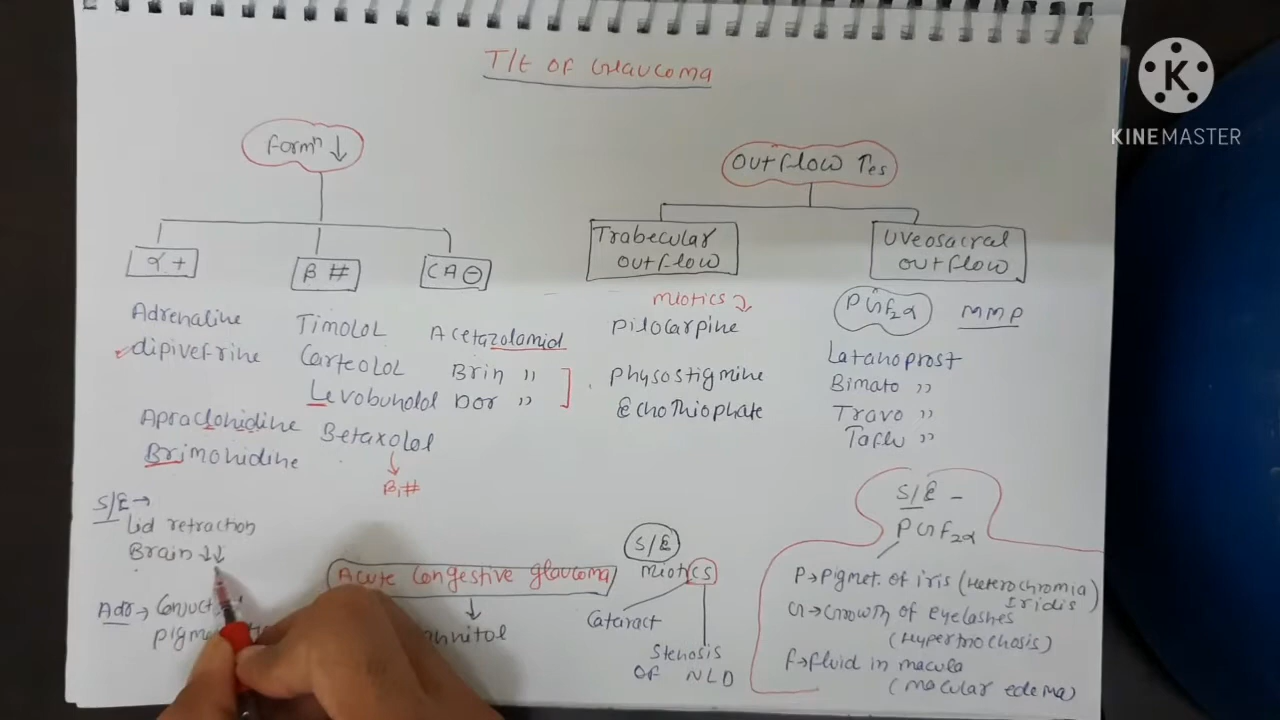 T/t OF GLAUCOMA
K
KINEMASTER
Formⁿ ↓
OUTFLOW ↑es
α +
β #
CA ⊖
Trabecular
outflow
Uveosacral
outflow
Adrenaline
dipivefrine
Apraclonidine
Brimonidine
Timolol
Carteolol
Levobunolol
Betaxolol
β₁#
Acetazolamid
Brin "
Dor "
miotics
Pilocarpine
Physostigmine
Echothiophate
PGF₂α MMP
Latanoprost
Bimato "
Travo "
Taflu "
S/E →
Lid retraction
Brain ↓↓
Adr →
Acute Congestive glaucoma
S/E
Miotics
Cataract
Stenosis
OF NLD
S/E -
PGF₂α
P → Pigmet. of iris (Heterochromia
Iridis)
G → Growth of eyelashes
(Hypertrichosis)
F → Fluid in macula
(macular edema)